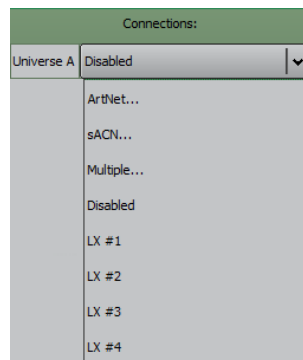 Connections:
Universe A Disabled
ArtNet...
sACN...
Multiple...
Disabled
LX #1
LX #2
LX #3
LX #4